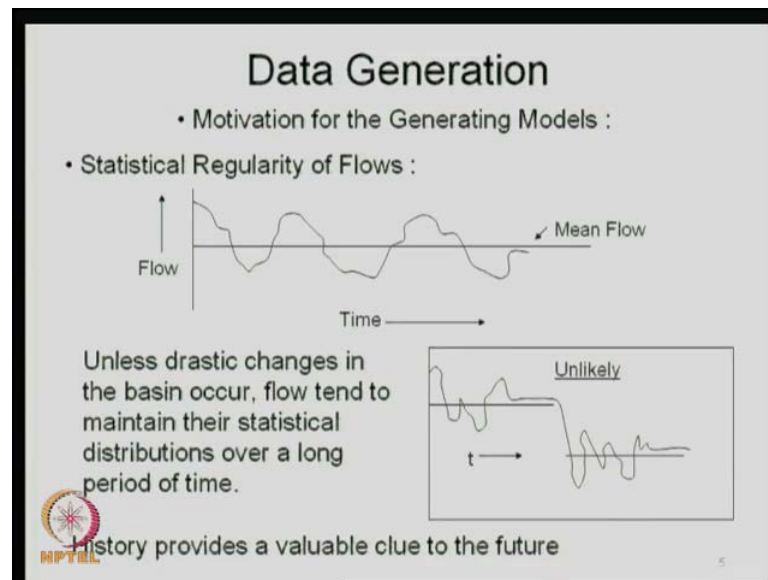 Data Generation
• Motivation for the Generating Models :
• Statistical Regularity of Flows :
Mean Flow
Flow
Time
Unless drastic changes in
the basin occur, flow tend to
maintain their statistical
distributions over a long
period of time.
Unlikely
t
History provides a valuable clue to the future
NPTEL
5